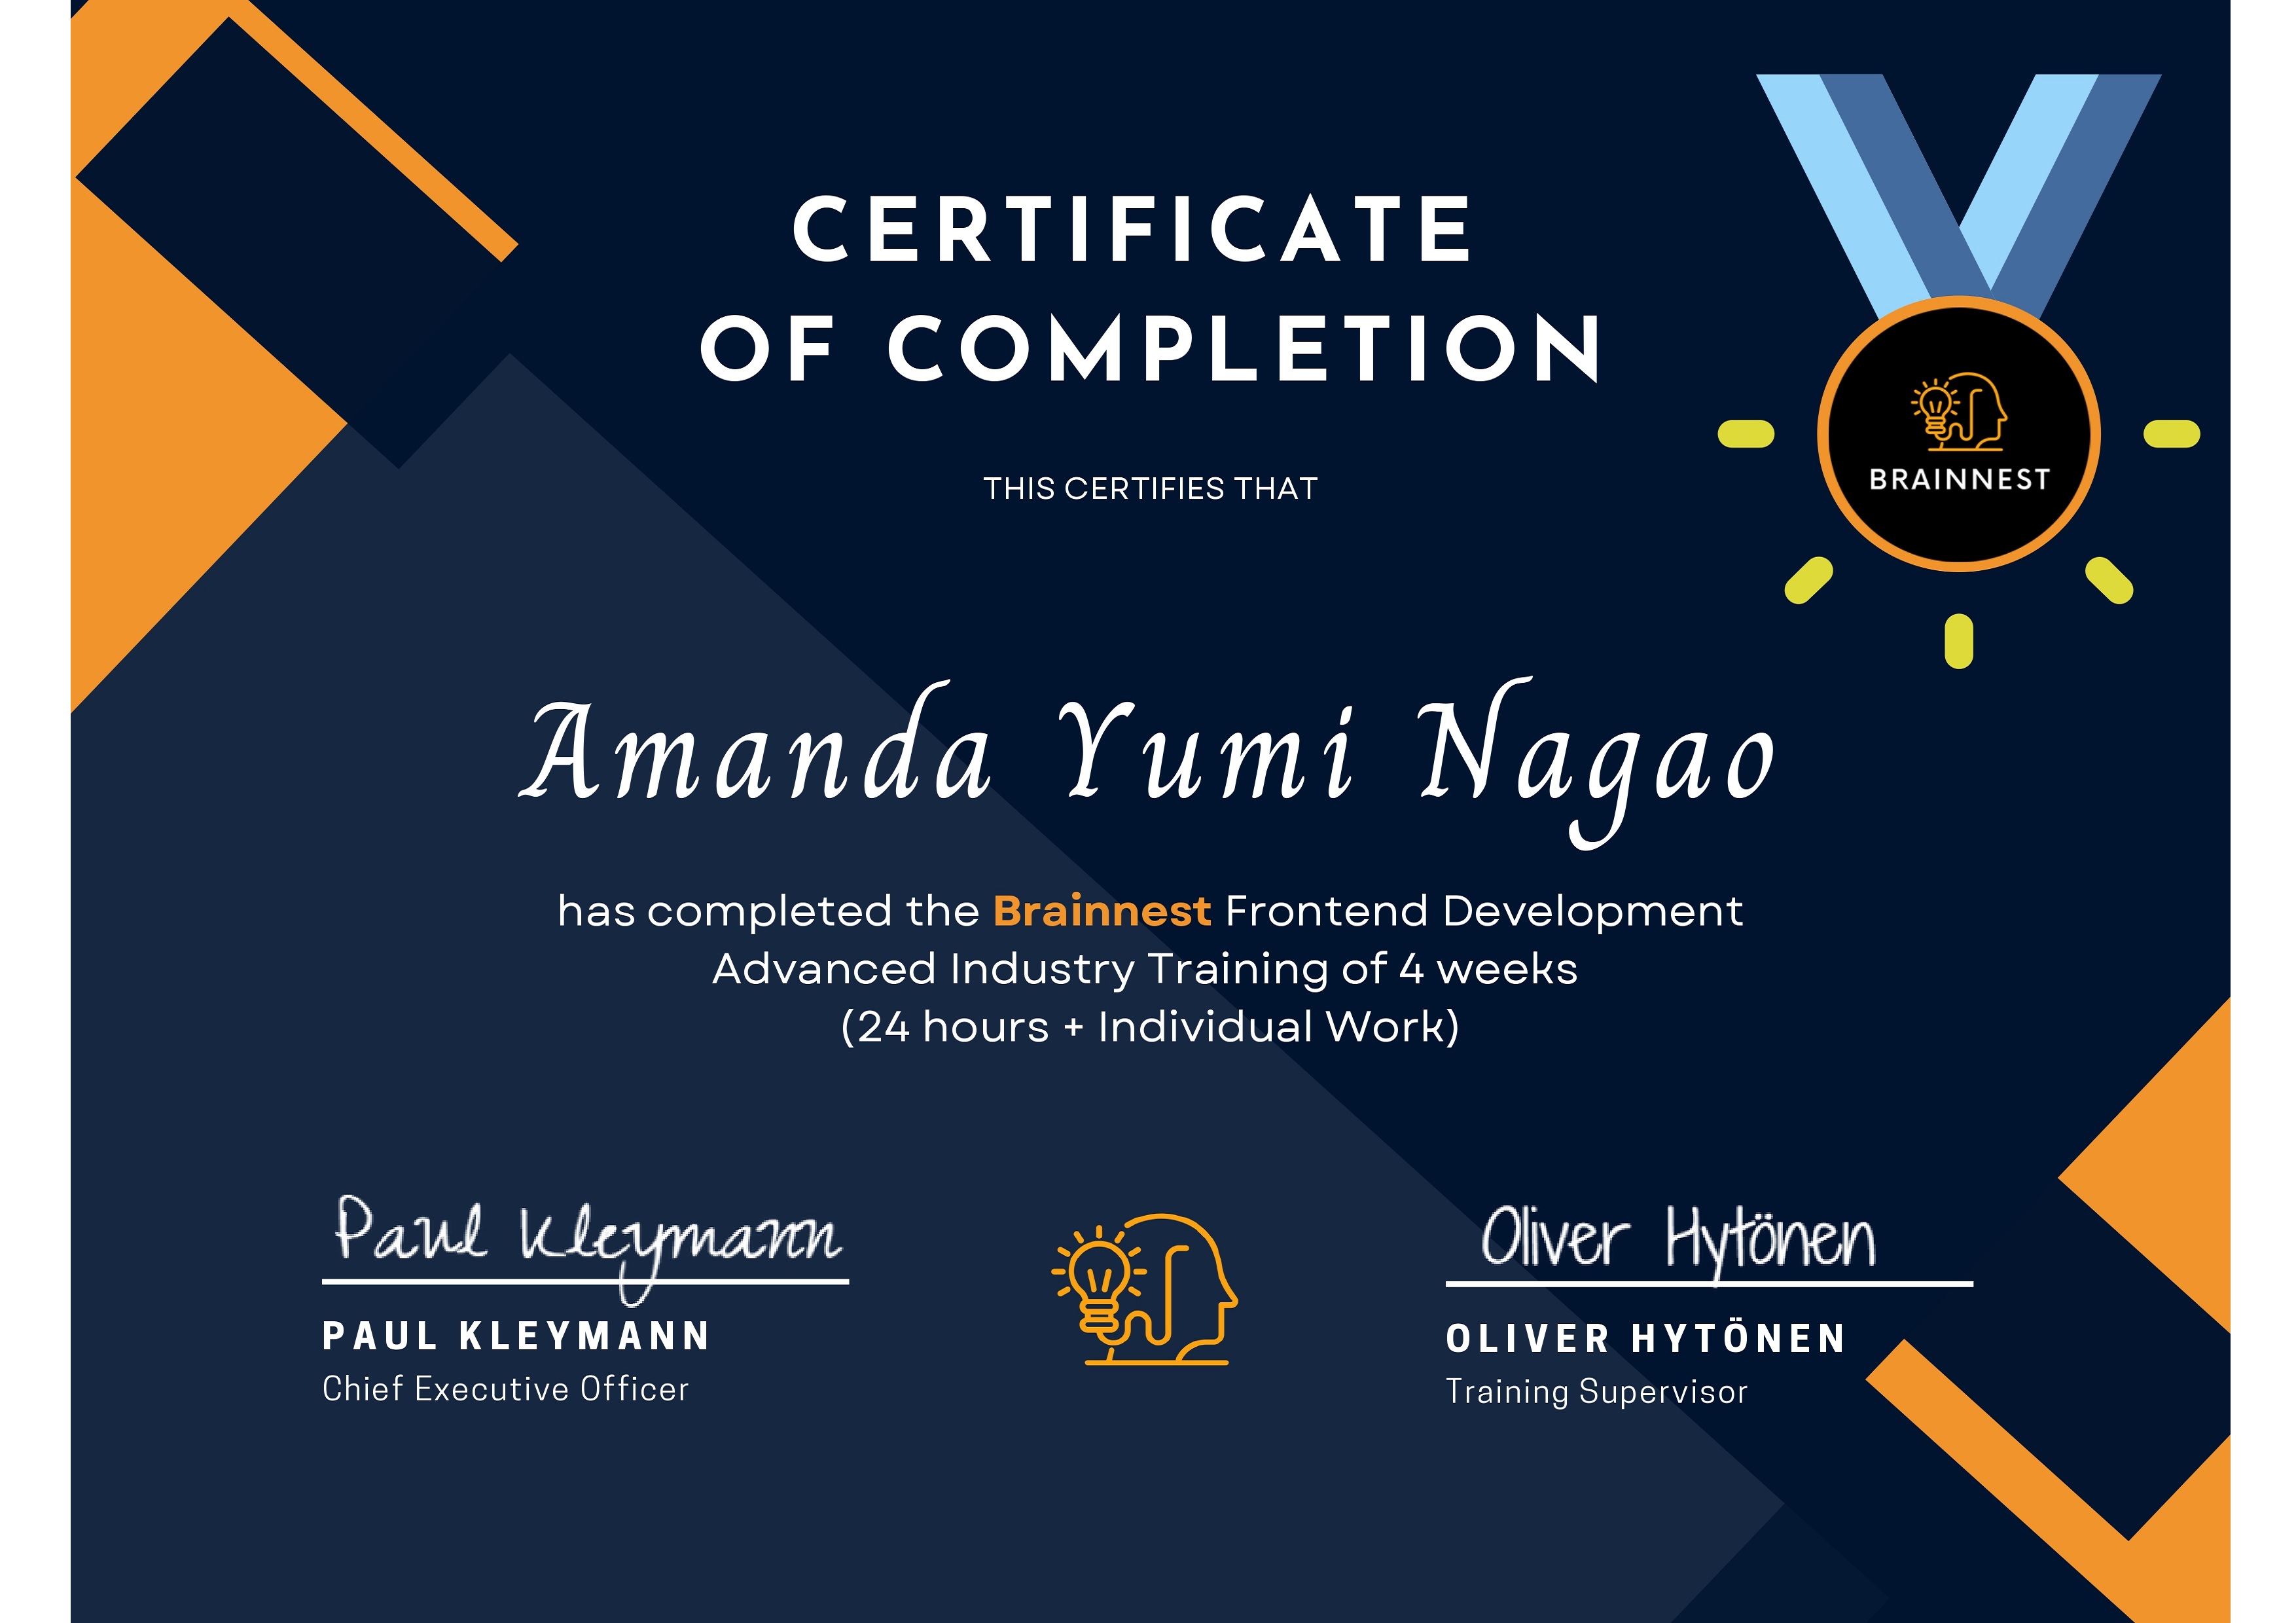 CERTIFICATE
OF COMPLETION
BRAINNEST
THIS CERTIFIES THAT
Amanda Yumi Nagao
has completed the Brainnest Frontend Development
Advanced Industry Training of 4 weeks
(24 hours + Individual Work)
Paul Kleymann
PAUL KLEYMANN
Chief Executive Officer
Oliver Hytönen
OLIVER HYTÖNEN
Training Supervisor